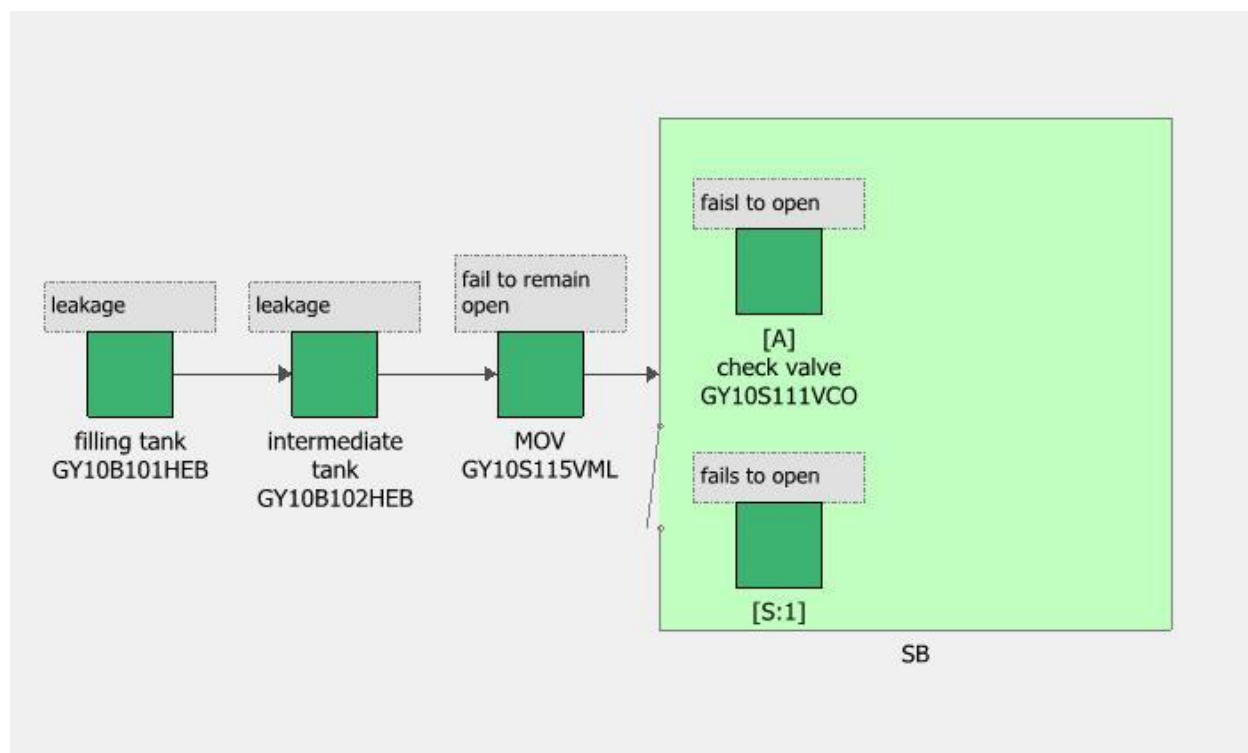 leakage
filling tank
GY10B101HEB
leakage
intermediate
tank
GY10B102HEB
fail to remain
open
MOV
GY10S115VML
faisl to open
[A]
check valve
GY10S111VCO
fails to open
[S:1]
SB